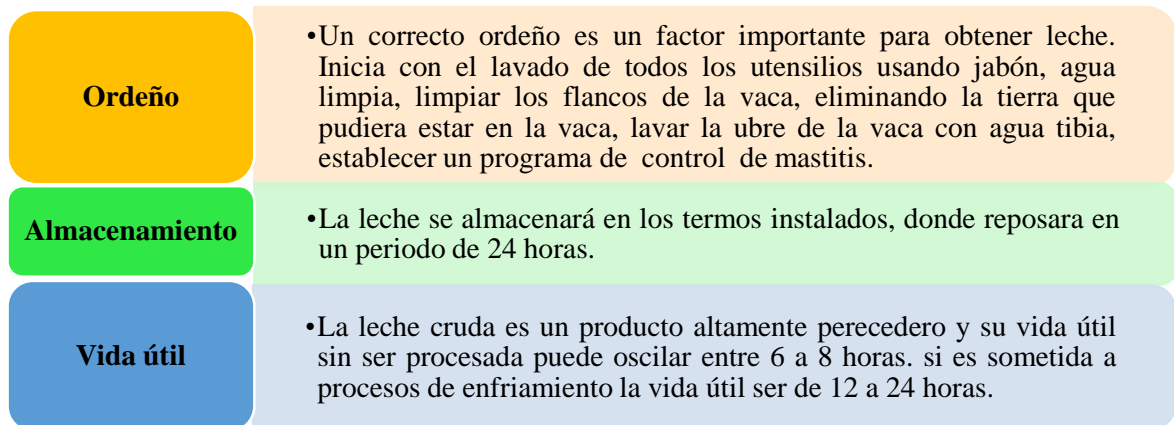 Ordeño
•Un correcto ordeño es un factor importante para obtener leche.
Inicia con el lavado de todos los utensilios usando jabón, agua
limpia, limpiar los flancos de la vaca, eliminando la tierra que
pudiera estar en la vaca, lavar la ubre de la vaca con agua tibia,
establecer un programa de control de mastitis.
Almacenamiento
•La leche se almacenará en los termos instalados, donde reposara en
un periodo de 24 horas.
Vida útil
•La leche cruda es un producto altamente perecedero y su vida útil
sin ser procesada puede oscilar entre 6 a 8 horas. si es sometida a
procesos de enfriamiento la vida útil ser de 12 a 24 horas.